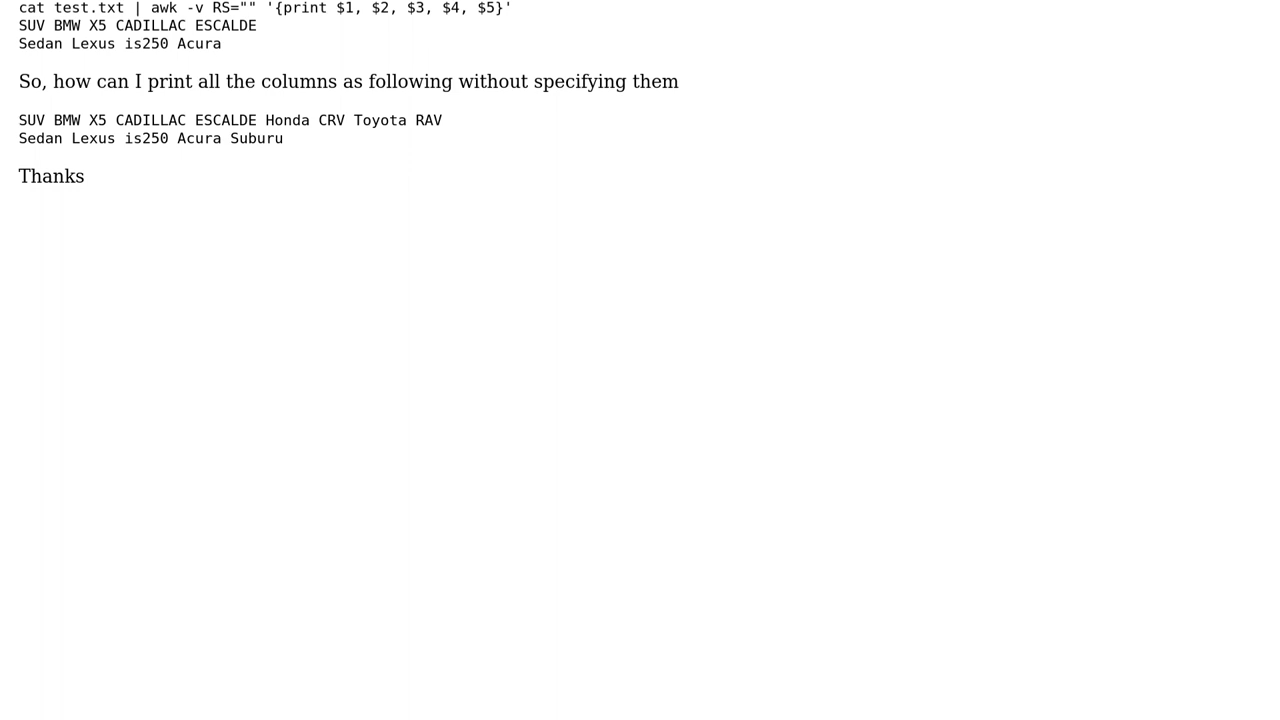 cat test.txt | awk -v RS="" '{print $1, $2, $3, $4, $5}'
SUV BMW X5 CADILLAC ESCALDE
Sedan Lexus is250 Acura
So, how can I print all the columns as following without specifying them
SUV BMW X5 CADILLAC ESCALDE Honda CRV Toyota RAV
Sedan Lexus is250 Acura Suburu
Thanks